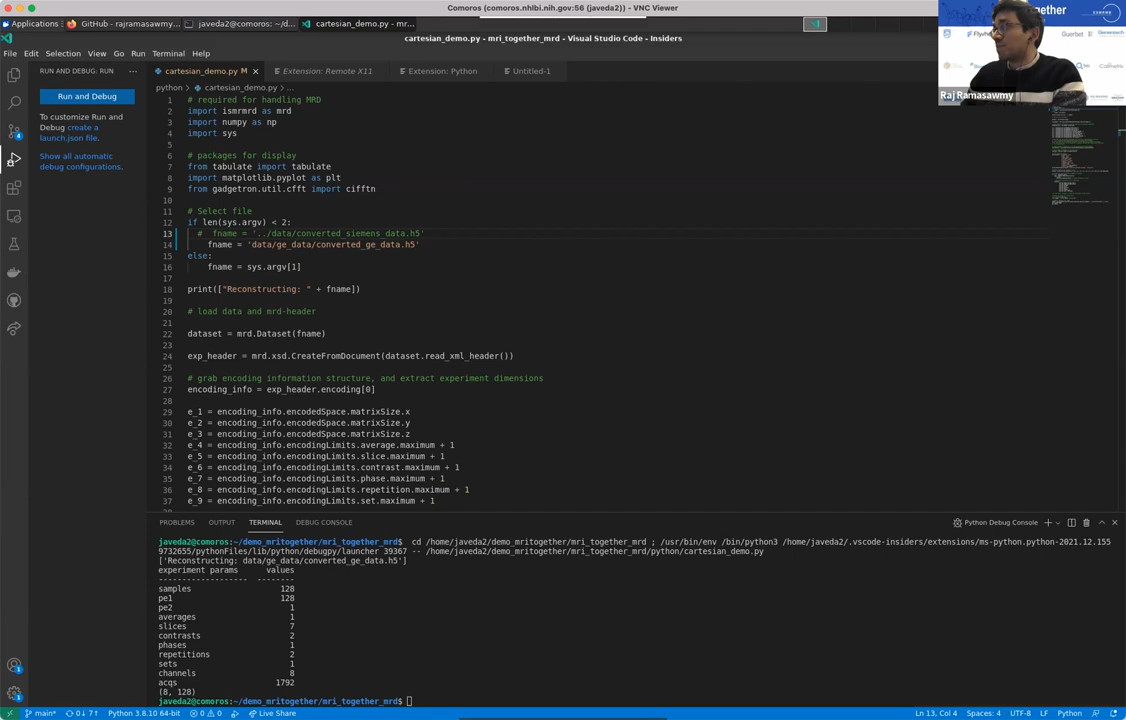 Comoros (comoros.nhlbi.nih.gov:56 (javeda2)) - VNC Viewer
Applications
GitHub - rajramasawmy...
javeda2@comoros: ~/d...
cartesian_demo.py - mr...
cartesian_demo.py - mri_together_mrd - Visual Studio Code - Insiders
File Edit Selection View Go Run Terminal Help
RUN AND DEBUG: RUN ...
cartesian_demo.py M
Extension: Remote X11
Extension: Python
Untitled-1
python > cartesian_demo.py > ...
Run and Debug
To customize Run and
Debug create a
launch.json file.
Show all automatic
debug configurations.
1 # required for handling MRD
2 import ismrmrd as mrd
3 import numpy as np
4 import sys
5
6 # packages for display
7 from tabulate import tabulate
8 import matplotlib.pyplot as plt
9 from gadgetron.util.cfft import cifftn
10
11 # Select file
12 if len(sys.argv) < 2:
13 # fname = '../data/converted_siemens_data.h5'
14 fname = 'data/ge_data/converted_ge_data.h5'
15 else:
16 fname = sys.argv[1]
17
18 print(["Reconstructing: " + fname])
19
20 # load data and mrd-header
21
22 dataset = mrd.Dataset(fname)
23
24 exp_header = mrd.xsd.CreateFromDocument(dataset.read_xml_header())
25
26 # grab encoding information structure, and extract experiment dimensions
27 encoding_info = exp_header.encoding[0]
28
29 e_1 = encoding_info.encodedSpace.matrixSize.x
30 e_2 = encoding_info.encodedSpace.matrixSize.y
31 e_3 = encoding_info.encodedSpace.matrixSize.z
32 e_4 = encoding_info.encodingLimits.average.maximum + 1
33 e_5 = encoding_info.encodingLimits.slice.maximum + 1
34 e_6 = encoding_info.encodingLimits.contrast.maximum + 1
35 e_7 = encoding_info.encodingLimits.phase.maximum + 1
36 e_8 = encoding_info.encodingLimits.repetition.maximum + 1
37 e_9 = encoding_info.encodingLimits.set.maximum + 1
PROBLEMS OUTPUT TERMINAL DEBUG CONSOLE
Python Debug Console
javeda2@comoros:~/demo_mritogether/mri_together_mrd$ cd /home/javeda2/demo_mritogether/mri_together_mrd ; /usr/bin/env /bin/python3 /home/javeda2/.vscode-insiders/extensions/ms-python.python-2021.12.155
9732655/pythonFiles/lib/python/debugpy/launcher 39367 -- /home/javeda2/demo_mritogether/mri_together_mrd/python/cartesian_demo.py
['Reconstructing: data/ge_data/converted_ge_data.h5']
experiment params values
------------------- --------
samples 128
pe1 128
pe2 1
averages 1
slices 7
contrasts 2
phases 1
repetitions 2
sets 1
channels 8
acqs 1792
(8, 128)
javeda2@comoros:~/demo_mritogether/mri_together_mrd$
main* 0↓ 7↑ Python 3.8.10 64-bit 0 0 Live Share
Ln 13, Col 4 Spaces: 4 UTF-8 LF Python
ether
Flywh
Guerbet
Raj Ramasawmy
4
1
1